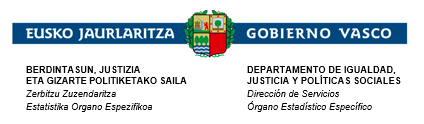 EUSKO JAURLARITZA GOBIERNO VASCO
BERDINTASUN, JUSTIZIA
ETA GIZARTE POLITIKETAKO SAILA
Zerbitzu Zuzendaritza
Estatistika Organo Espezifikoa
DEPARTAMENTO DE IGUALDAD,
JUSTICIA Y POLÍTICAS SOCIALES
Dirección de Servicios
Órgano Estadístico Específico